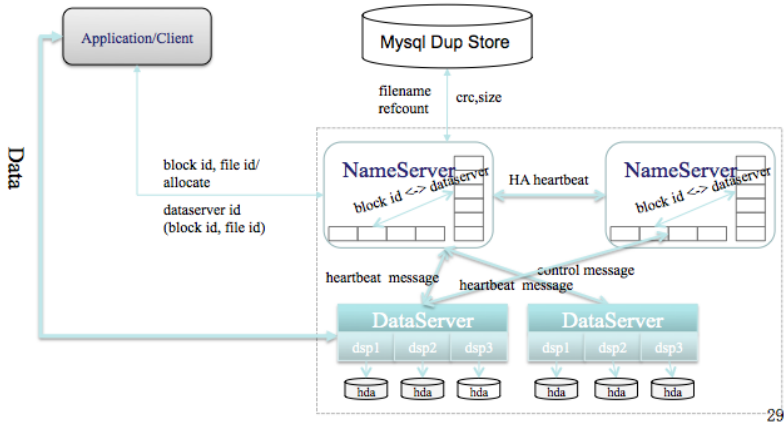 Application/Client
Mysql Dup Store
filename
refcount
crc,size
Data
block id, file id/
allocate
dataserver id
(block id, file id)
NameServer
block id <-> dataserver
HA heartbeat
NameServer
block id <-> dataserver
heartbeat message
control message
heartbeat message
DataServer
dsp1 dsp2 dsp3
hda hda hda
DataServer
dsp1 dsp2 dsp3
hda hda hda
29